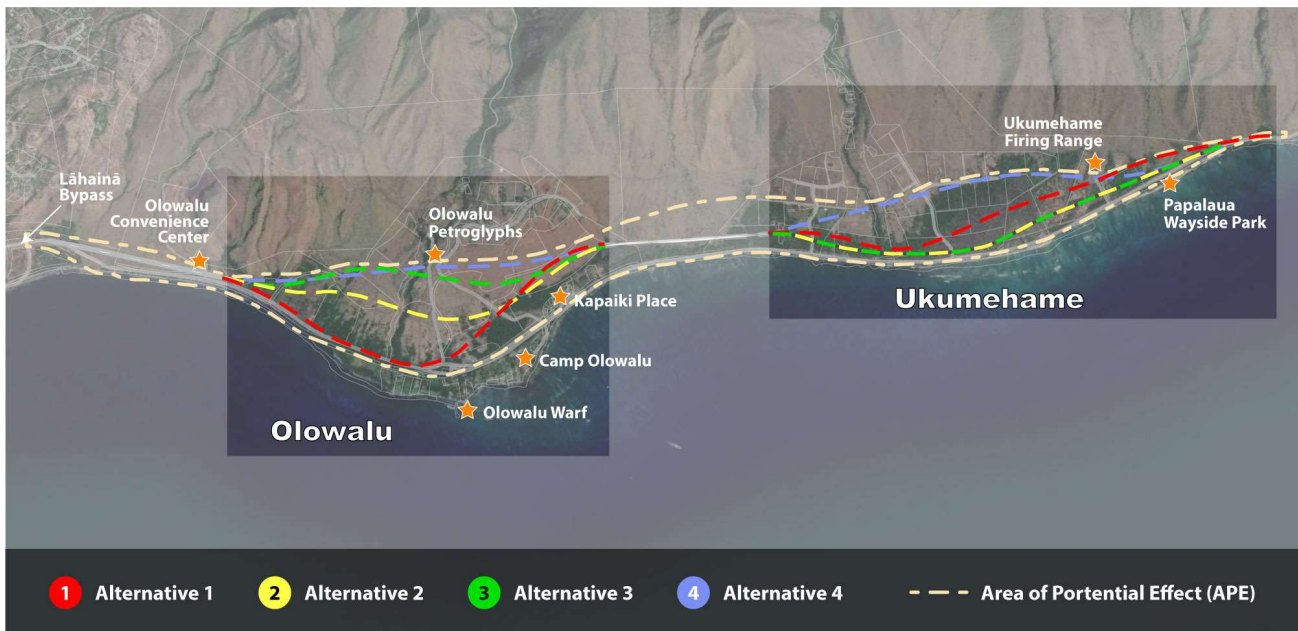 Lāhainā
Bypass
Olowalu
Convenience
Center
Olowalu
Petroglyphs
Kapaiki Place
Camp Olowalu
Olowalu Warf
Olowalu
Ukumehame
Firing Range
Papalaua
Wayside Park
Ukumehame
1 Alternative 1
2 Alternative 2
3 Alternative 3
4 Alternative 4
Area of Portential Effect (APE)